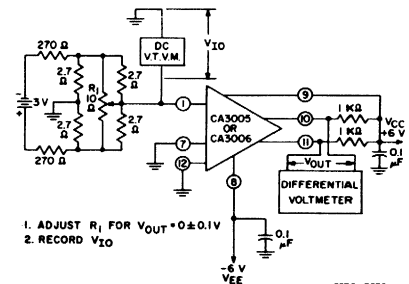 270 Ω
2.7 Ω
2.7 Ω
R1 10 Ω
3 V
2.7 Ω
2.7 Ω
270 Ω
DC V.T.V.M.
VIO
1
7
12
CA3005
OR
CA3006
8
9
10
11
1 KΩ
1 KΩ
VCC
+6 V
0.1 μF
VOUT
DIFFERENTIAL
VOLTMETER
0.1
μF
-6 V
VEE
1. ADJUST R1 FOR VOUT = 0 ± 0.1V
2. RECORD VIO